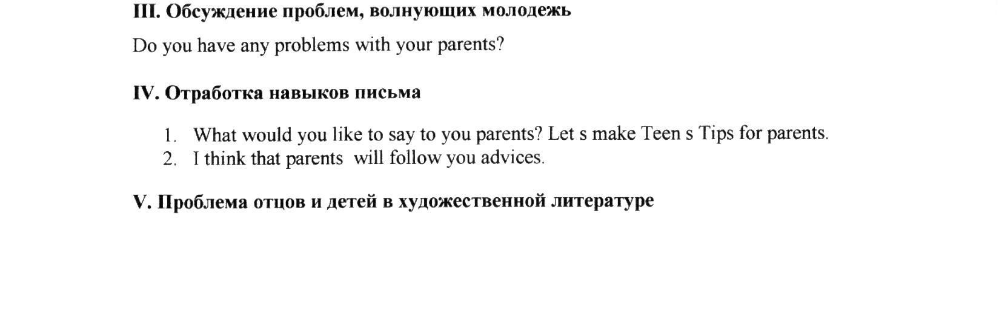 III. Обсуждение проблем, волнующих молодежь
Do you have any problems with your parents?
IV. Отработка навыков письма
1. What would you like to say to you parents? Let s make Teen s Tips for parents.
2. I think that parents will follow you advices.
V. Проблема отцов и детей в художественной литературе